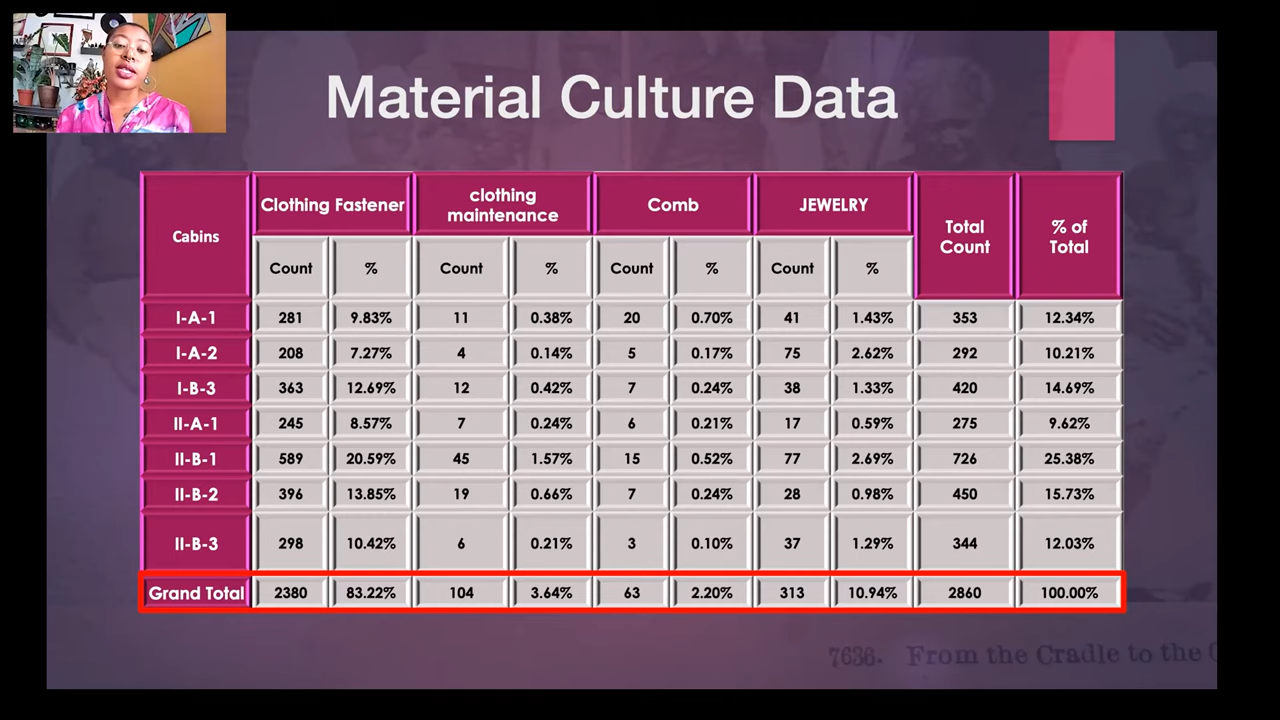 Material Culture Data
Cabins Clothing Fastener clothing maintenance Comb JEWELRY Total Count % of Total
Count % Count % Count % Count %
I-A-1 281 9.83% 11 0.38% 20 0.70% 41 1.43% 353 12.34%
I-A-2 208 7.27% 4 0.14% 5 0.17% 75 2.62% 292 10.21%
I-B-3 363 12.69% 12 0.42% 7 0.24% 38 1.33% 420 14.69%
II-A-1 245 8.57% 7 0.24% 6 0.21% 17 0.59% 275 9.62%
II-B-1 589 20.59% 45 1.57% 15 0.52% 77 2.69% 726 25.38%
II-B-2 396 13.85% 19 0.66% 7 0.24% 28 0.98% 450 15.73%
II-B-3 298 10.42% 6 0.21% 3 0.10% 37 1.29% 344 12.03%
Grand Total 2380 83.22% 104 3.64% 63 2.20% 313 10.94% 2860 100.00%
7636. From the Cradle to the